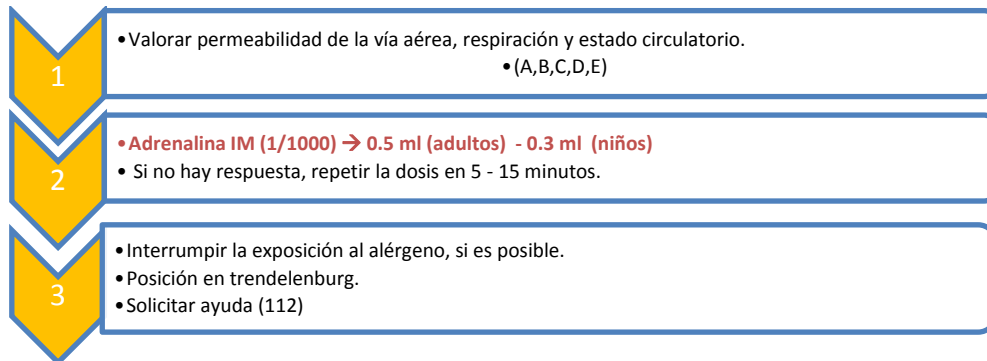 1
•Valorar permeabilidad de la vía aérea, respiración y estado circulatorio.
•(A,B,C,D,E)
2
•Adrenalina IM (1/1000) → 0.5 ml (adultos) - 0.3 ml (niños)
• Si no hay respuesta, repetir la dosis en 5 - 15 minutos.
3
•Interrumpir la exposición al alérgeno, si es posible.
•Posición en trendelenburg.
•Solicitar ayuda (112)